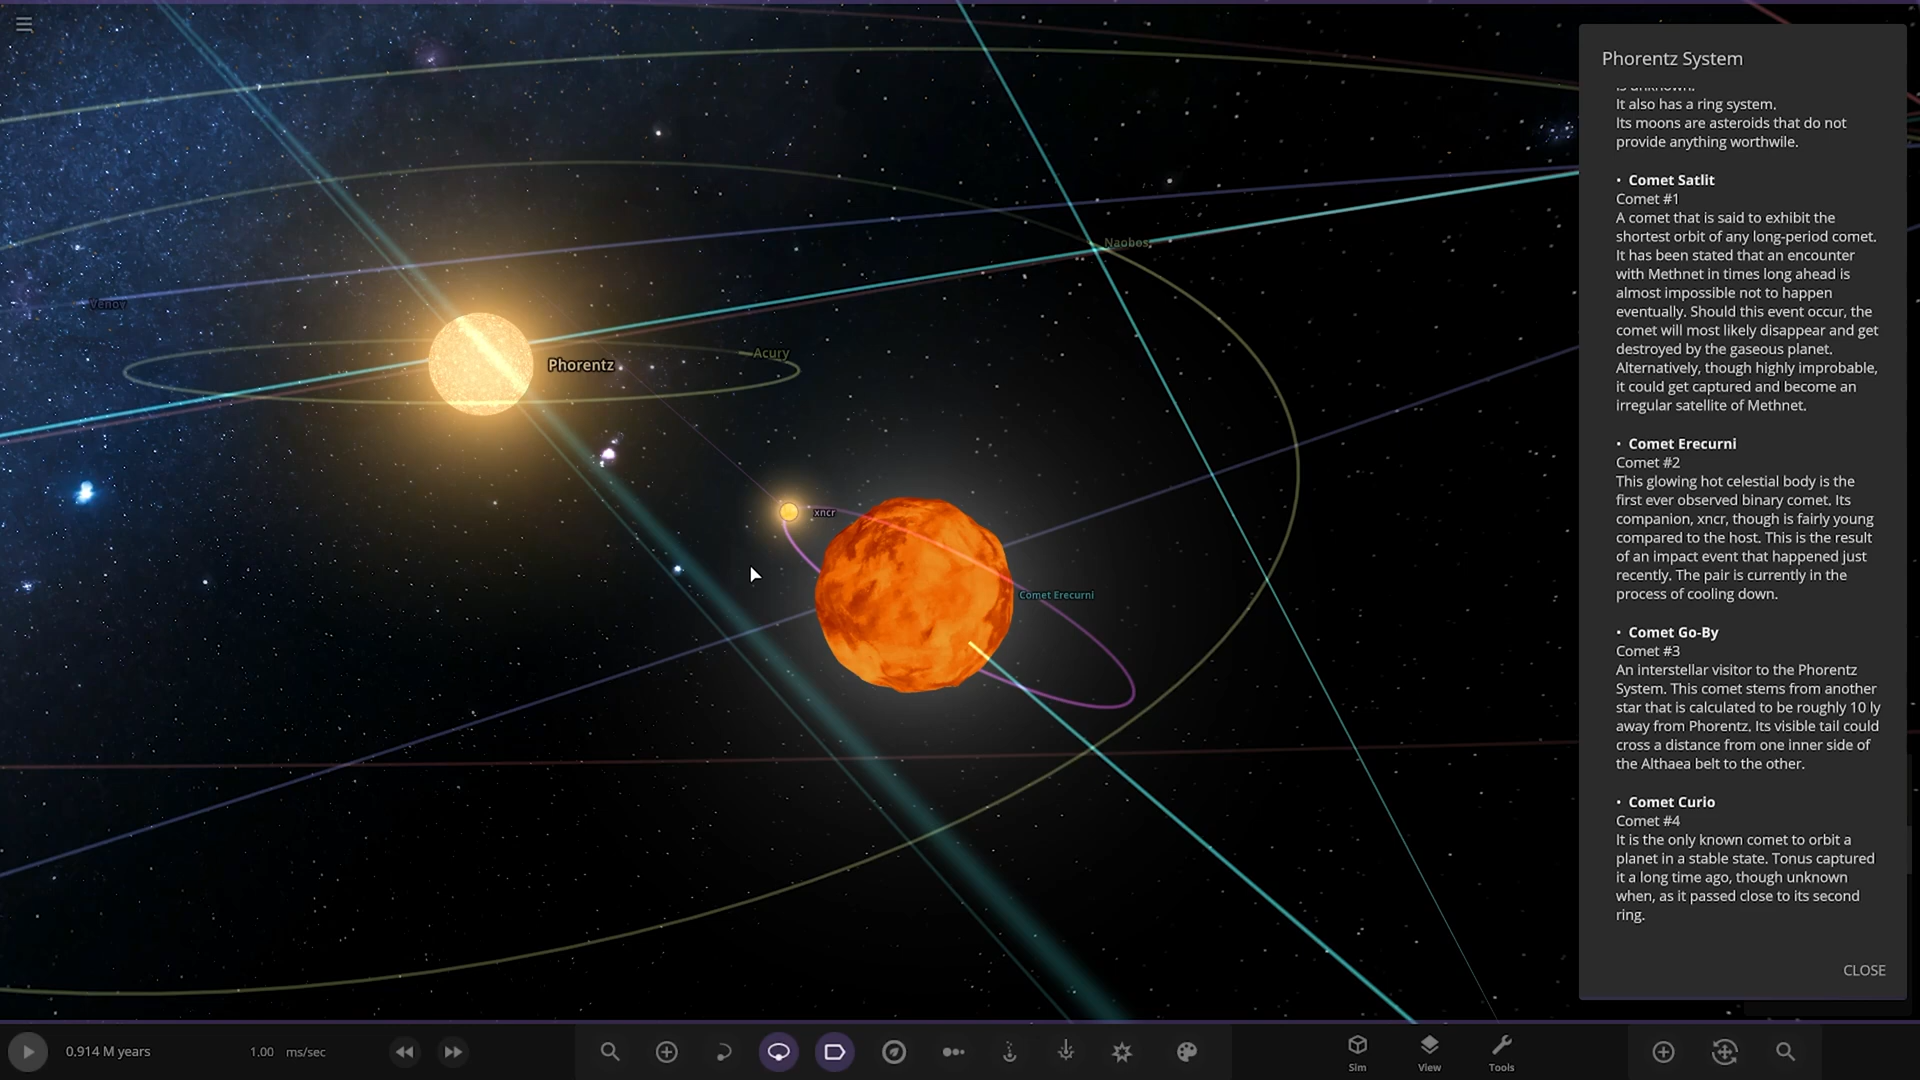 Phorentz System
is unknown.
It also has a ring system.
Its moons are asteroids that do not
provide anything worthwile.
• Comet Satlit
Comet #1
A comet that is said to exhibit the
shortest orbit of any long-period comet.
It has been stated that an encounter
with Methnet in times long ahead is
almost impossible not to happen
eventually. Should this event occur, the
comet will most likely disappear and get
destroyed by the gaseous planet.
Alternatively, though highly improbable,
it could get captured and become an
irregular satellite of Methnet.
• Comet Erecurni
Comet #2
This glowing hot celestial body is the
first ever observed binary comet. Its
companion, xncr, though is fairly young
compared to the host. This is the result
of an impact event that happened just
recently. The pair is currently in the
process of cooling down.
• Comet Go-By
Comet #3
An interstellar visitor to the Phorentz
System. This comet stems from another
star that is calculated to be roughly 10 ly
away from Phorentz. Its visible tail could
cross a distance from one inner side of
the Althaea belt to the other.
• Comet Curio
Comet #4
It is the only known comet to orbit a
planet in a stable state. Tonus captured
it a long time ago, though unknown
when, as it passed close to its second
ring.
CLOSE
Naobos
Venov
Acury
Phorentz
xncr
Comet Erecurni
0.914 M years
1.00 ms/sec
Sim
View
Tools